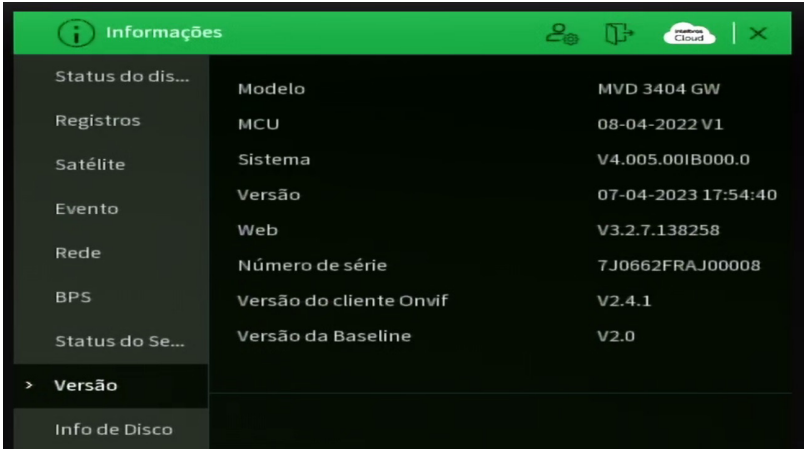 Informações
intelbras
Cloud
Status do dis...
Registros
Satélite
Evento
Rede
BPS
Status do Se...
> Versão
Info de Disco
Modelo MVD 3404 GW
MCU 08-04-2022 V1
Sistema V4.005.00IB000.0
Versão 07-04-2023 17:54:40
Web V3.2.7.138258
Número de série 7J0662FRAJ00008
Versão do cliente Onvif V2.4.1
Versão da Baseline V2.0